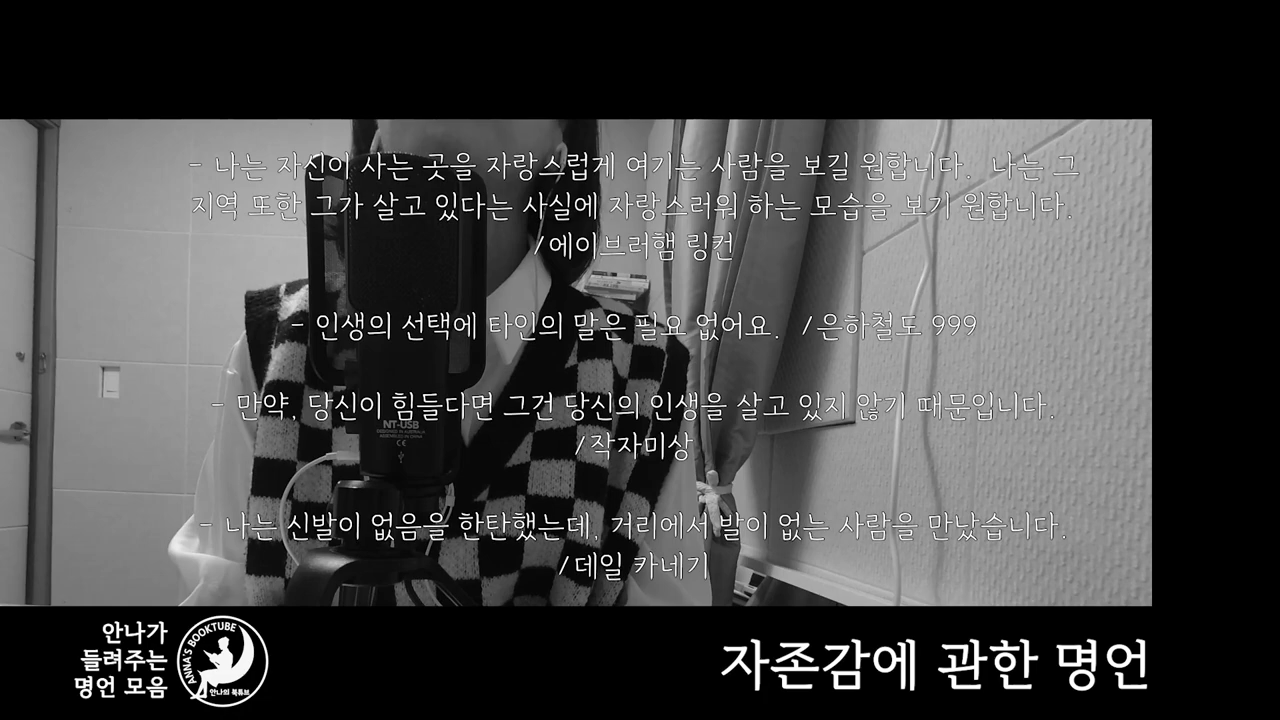 - 나는 자신이 사는 곳을 자랑스럽게 여기는 사람을 보길 원합니다. 나는 그
지역 또한 그가 살고 있다는 사실에 자랑스러워 하는 모습을 보기 원합니다.
/에이브러햄 링컨
- 인생의 선택에 타인의 말은 필요 없어요. /은하철도 999
- 만약, 당신이 힘들다면 그건 당신의 인생을 살고 있지 않기 때문입니다.
/작자미상
- 나는 신발이 없음을 한탄했는데, 거리에서 발이 없는 사람을 만났습니다.
/데일 카네기
NT-USB
DESIGNED IN AUSTRALIA
ASSEMBLED IN CHINA
CE
안나가
들려주는
명언 모음
ANNA'S BOOKTUBE
안나의 북튜브
자존감에 관한 명언